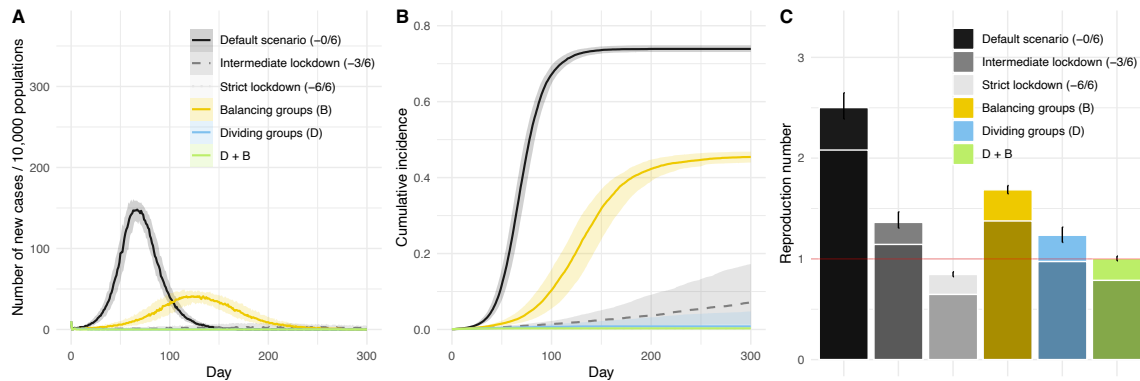 A
Number of new cases / 10,000 populations
300
200
100
0
0
100
200
300
Day
Default scenario (−0/6)
Intermediate lockdown (−3/6)
Strict lockdown (−6/6)
Balancing groups (B)
Dividing groups (D)
D + B
B
Cumulative incidence
0.8
0.6
0.4
0.2
0.0
0
100
200
300
Day
C
Reproduction number
3
2
1
0
Default scenario (−0/6)
Intermediate lockdown (−3/6)
Strict lockdown (−6/6)
Balancing groups (B)
Dividing groups (D)
D + B